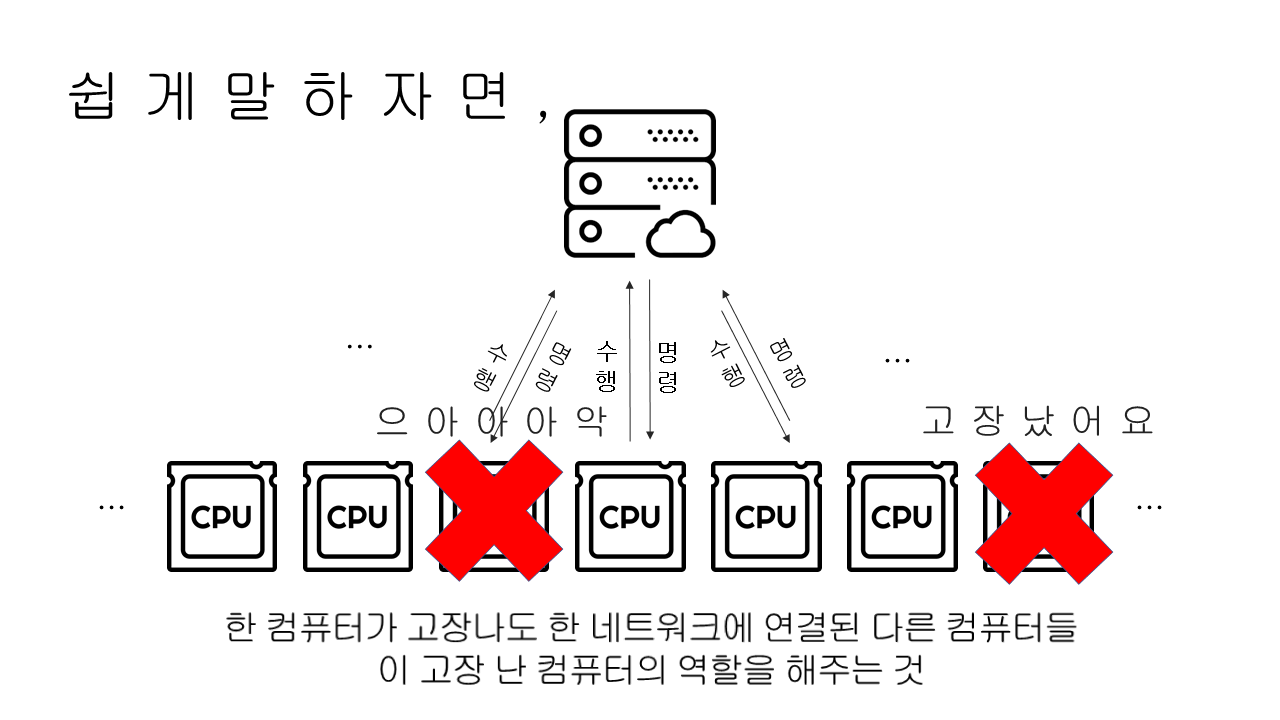 쉽게말하자면,
...
수행
명령
수행
명령
수행
명령
...
으아아아악
고장났어요
...
CPU
CPU
CPU
CPU
CPU
...
한 컴퓨터가 고장나도 한 네트워크에 연결된 다른 컴퓨터들
이 고장 난 컴퓨터의 역할을 해주는 것